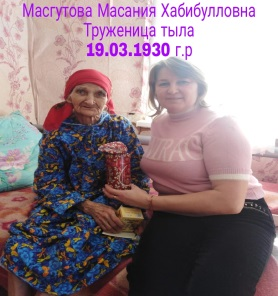 Масгутова Масания Хабибулловна
Труженица тыла
19.03.1930 г.р